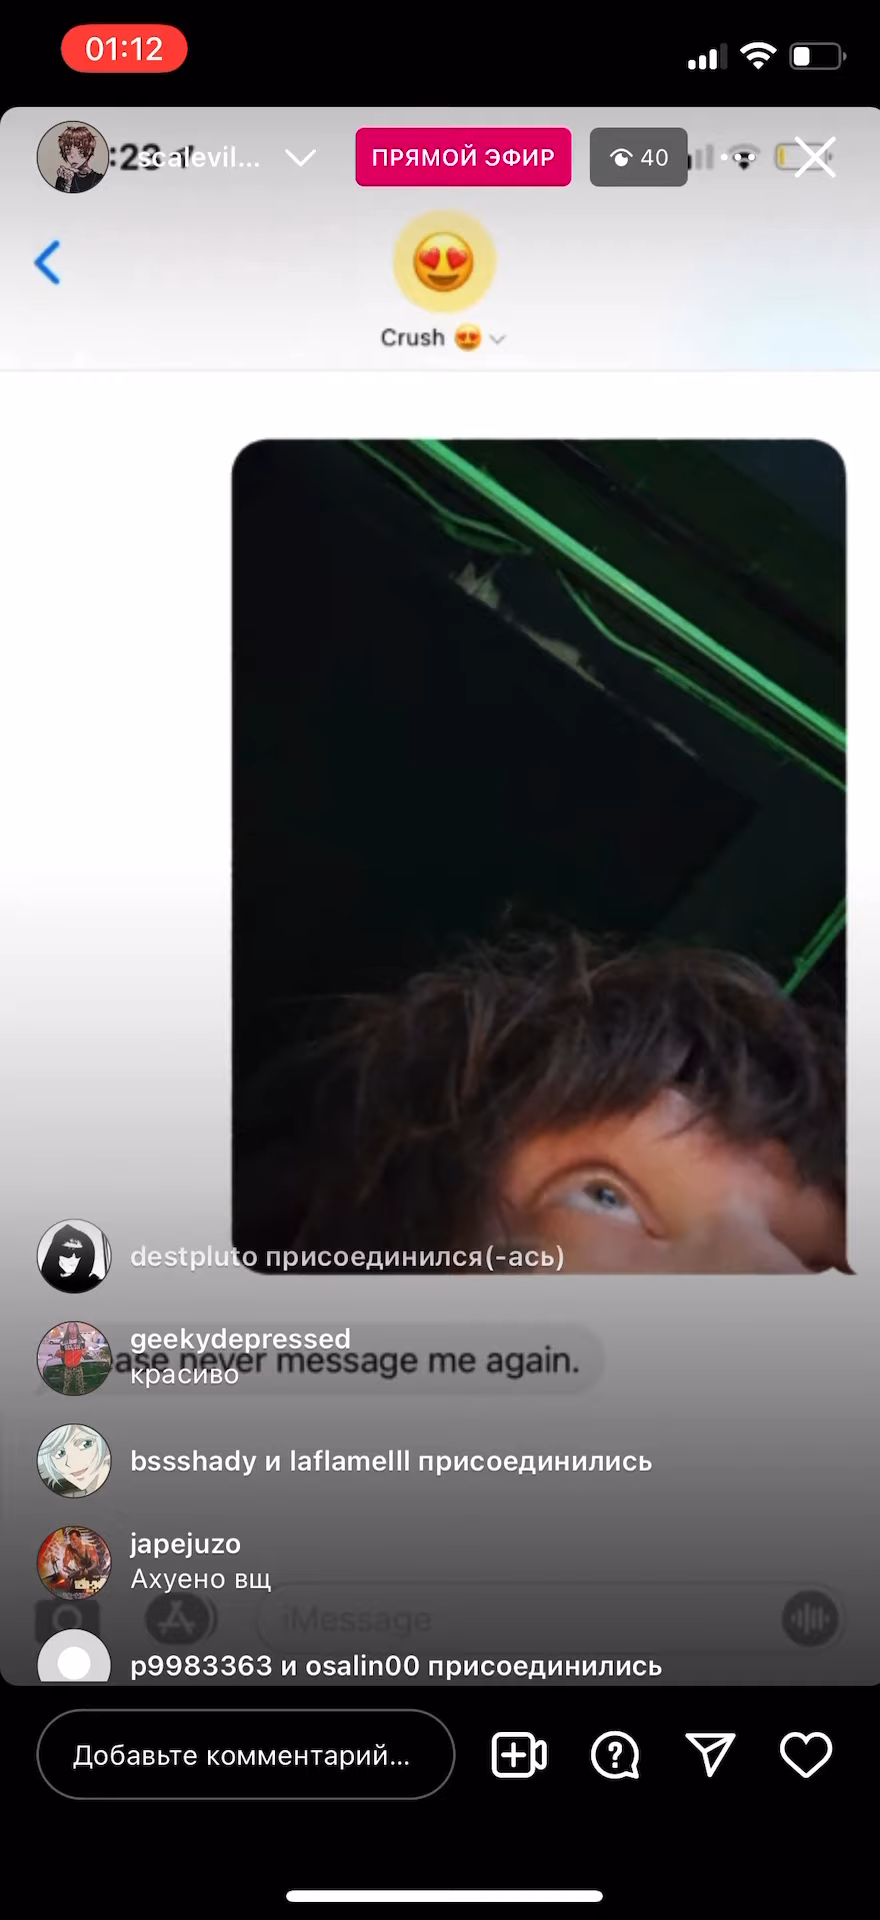 01:12
:23
scalevil...
ПРЯМОЙ ЭФИР
40
Crush 😍
destpluto присоединился(-ась)
geekydepressed
never message me again.
красиво
bssshady и laflamelll присоединились
japejuzo
Ахуено вщ
iMessage
p9983363 и osalin00 присоединились
Добавьте комментарий...